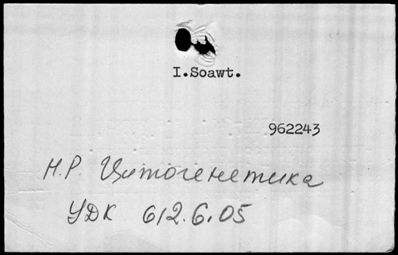 I.Soawt.
962243
Н.Р. Цитогенетика
УДК 612.6.05